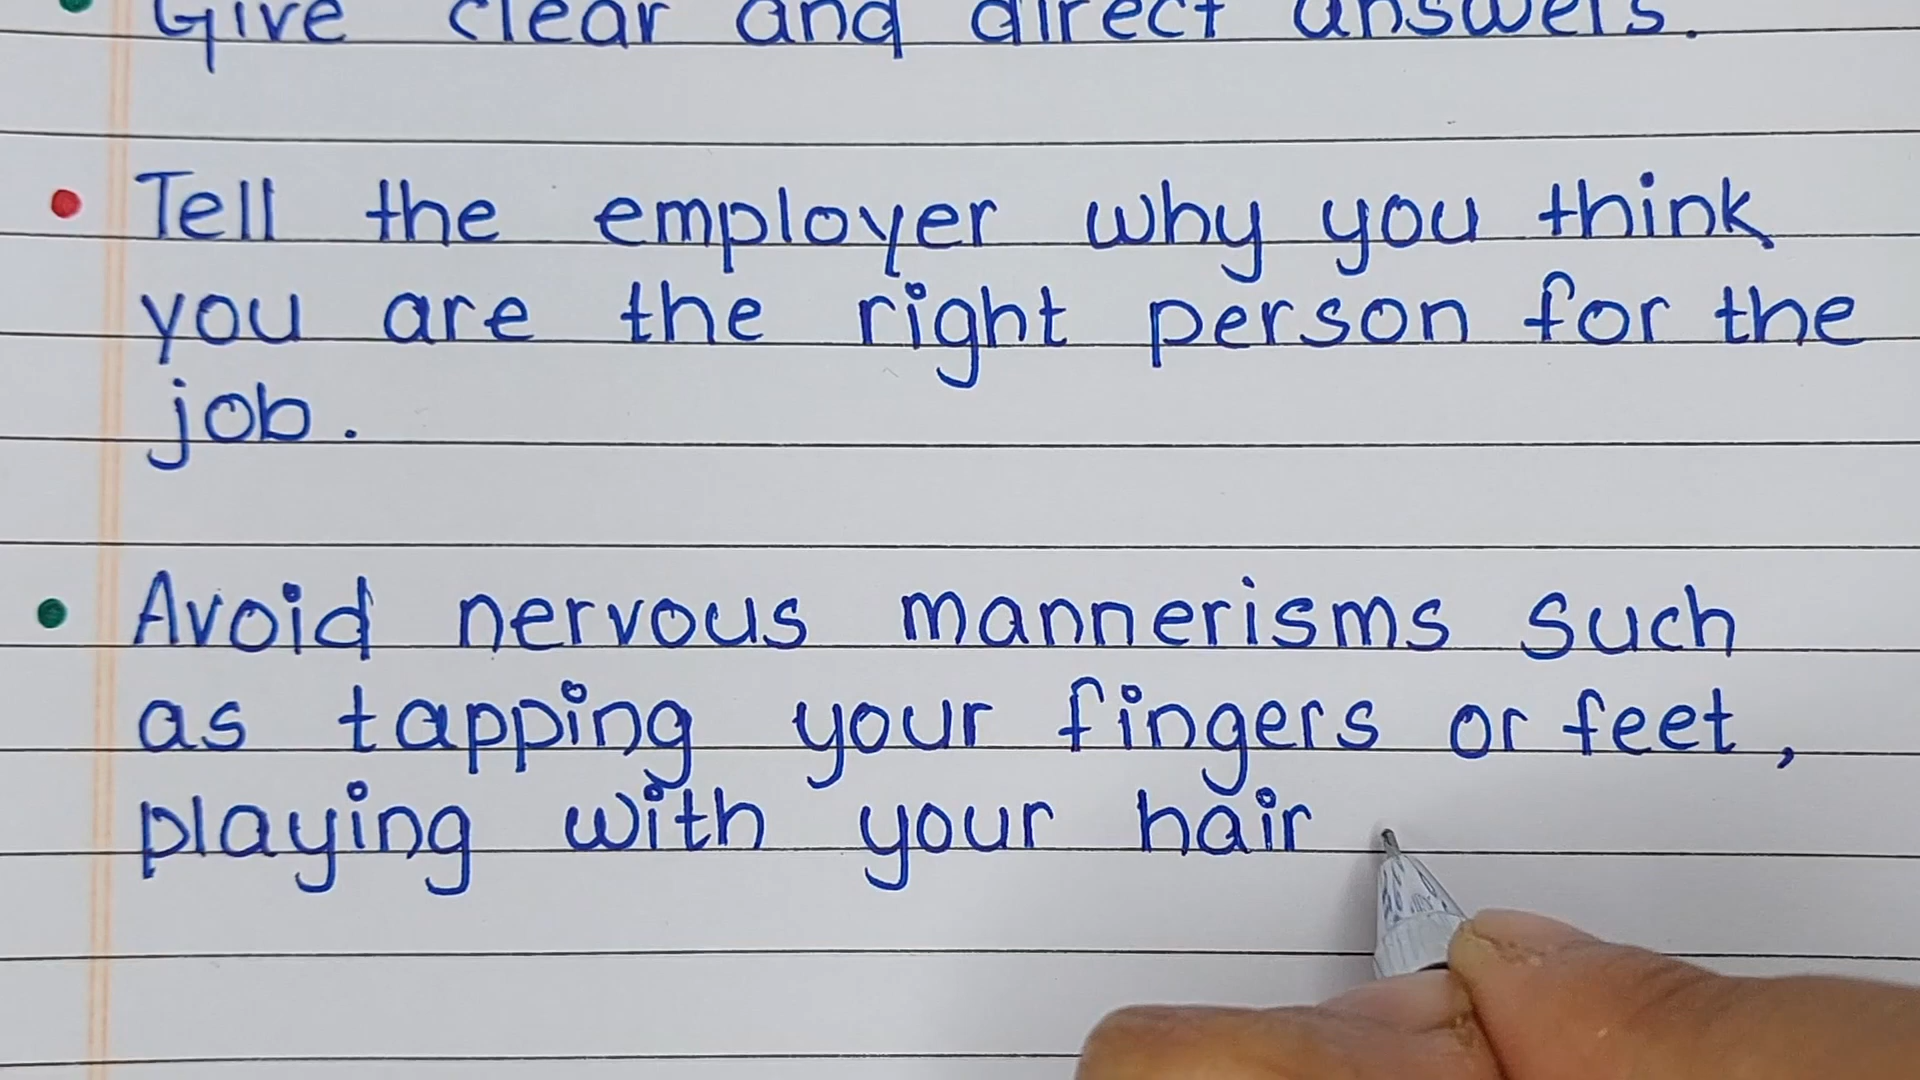 Give clear and direct answers.
• Tell the employer why you think
you are the right person for the
job.
• Avoid nervous mannerisms such
as tapping your fingers or feet,
playing with your hair